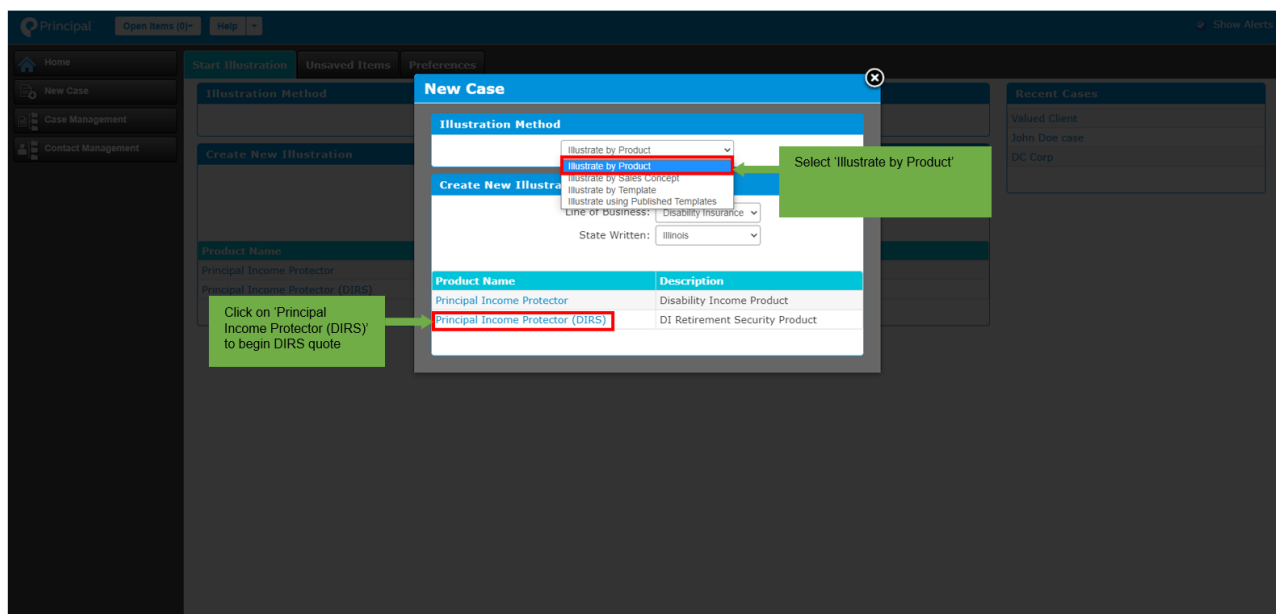 Principal
Open Items (0)
Help
Show Alerts
Home
New Case
Case Management
Contact Management
Start Illustration
Unsaved Items
Preferences
Illustration Method
Create New Illustration
Product Name
Principal Income Protector
Principal Income Protector (DIRS)
Recent Cases
Valued Client
John Doe case
DC Corp
New Case
Illustration Method
Illustrate by Product
Illustrate by Product
Illustrate by Sales Concept
Illustrate by Template
Illustrate using Published Templates
Create New Illustra
Line of Business: Disability Insurance
State Written: Illinois
Product Name Description
Principal Income Protector Disability Income Product
Principal Income Protector (DIRS) DI Retirement Security Product
Select ‘Illustrate by Product’
Click on ‘Principal
Income Protector (DIRS)’
to begin DIRS quote